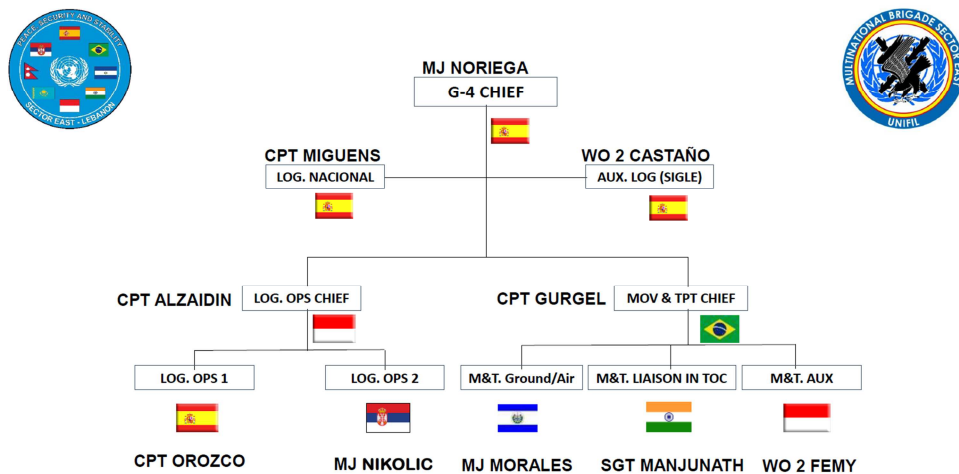 PEACE, SECURITY AND STABILITY
SECTOR EAST - LEBANON
MULTINATIONAL BRIGADE SECTOR EAST
UNIFIL
MJ NORIEGA
G-4 CHIEF
CPT MIGUENS
LOG. NACIONAL
WO 2 CASTAÑO
AUX. LOG (SIGLE)
CPT ALZAIDIN
LOG. OPS CHIEF
CPT GURGEL
MOV & TPT CHIEF
LOG. OPS 1
LOG. OPS 2
M&T. Ground/Air
M&T. LIAISON IN TOC
M&T. AUX
CPT OROZCO
MJ NIKOLIC
MJ MORALES
SGT MANJUNATH
WO 2 FEMY